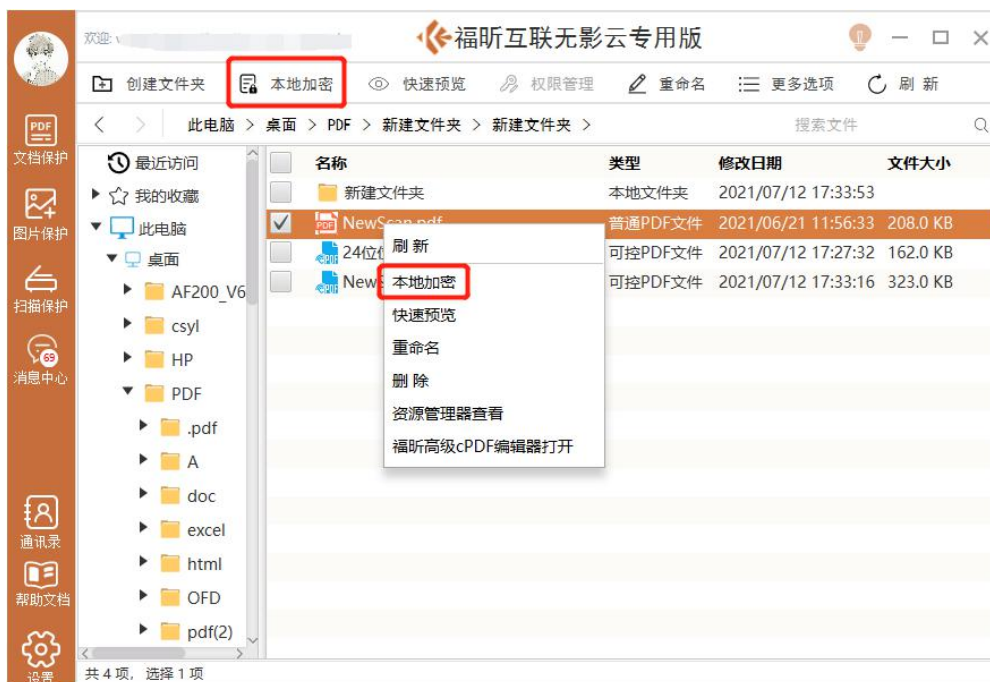 欢迎:
福昕互联无影云专用版
创建文件夹 本地加密 快速预览 权限管理 重命名 更多选项 刷 新
此电脑 > 桌面 > PDF > 新建文件夹 > 新建文件夹 > 搜索文件
PDF
文档保护
图片保护
扫描保护
69
消息中心
通讯录
帮助文档
设置
最近访问
我的收藏
此电脑
桌面
AF200_V6
csyl
HP
PDF
.pdf
A
doc
excel
html
OFD
pdf(2)
名称 类型 修改日期 文件大小
新建文件夹 本地文件夹 2021/07/12 17:33:53
NewScan.pdf 普通PDF文件 2021/06/21 11:56:33 208.0 KB
24位 可控PDF文件 2021/07/12 17:27:32 162.0 KB
News 可控PDF文件 2021/07/12 17:33:16 323.0 KB
刷 新
本地加密
快速预览
重命名
删 除
资源管理器查看
福昕高级cPDF编辑器打开
共 4 项, 选择 1 项